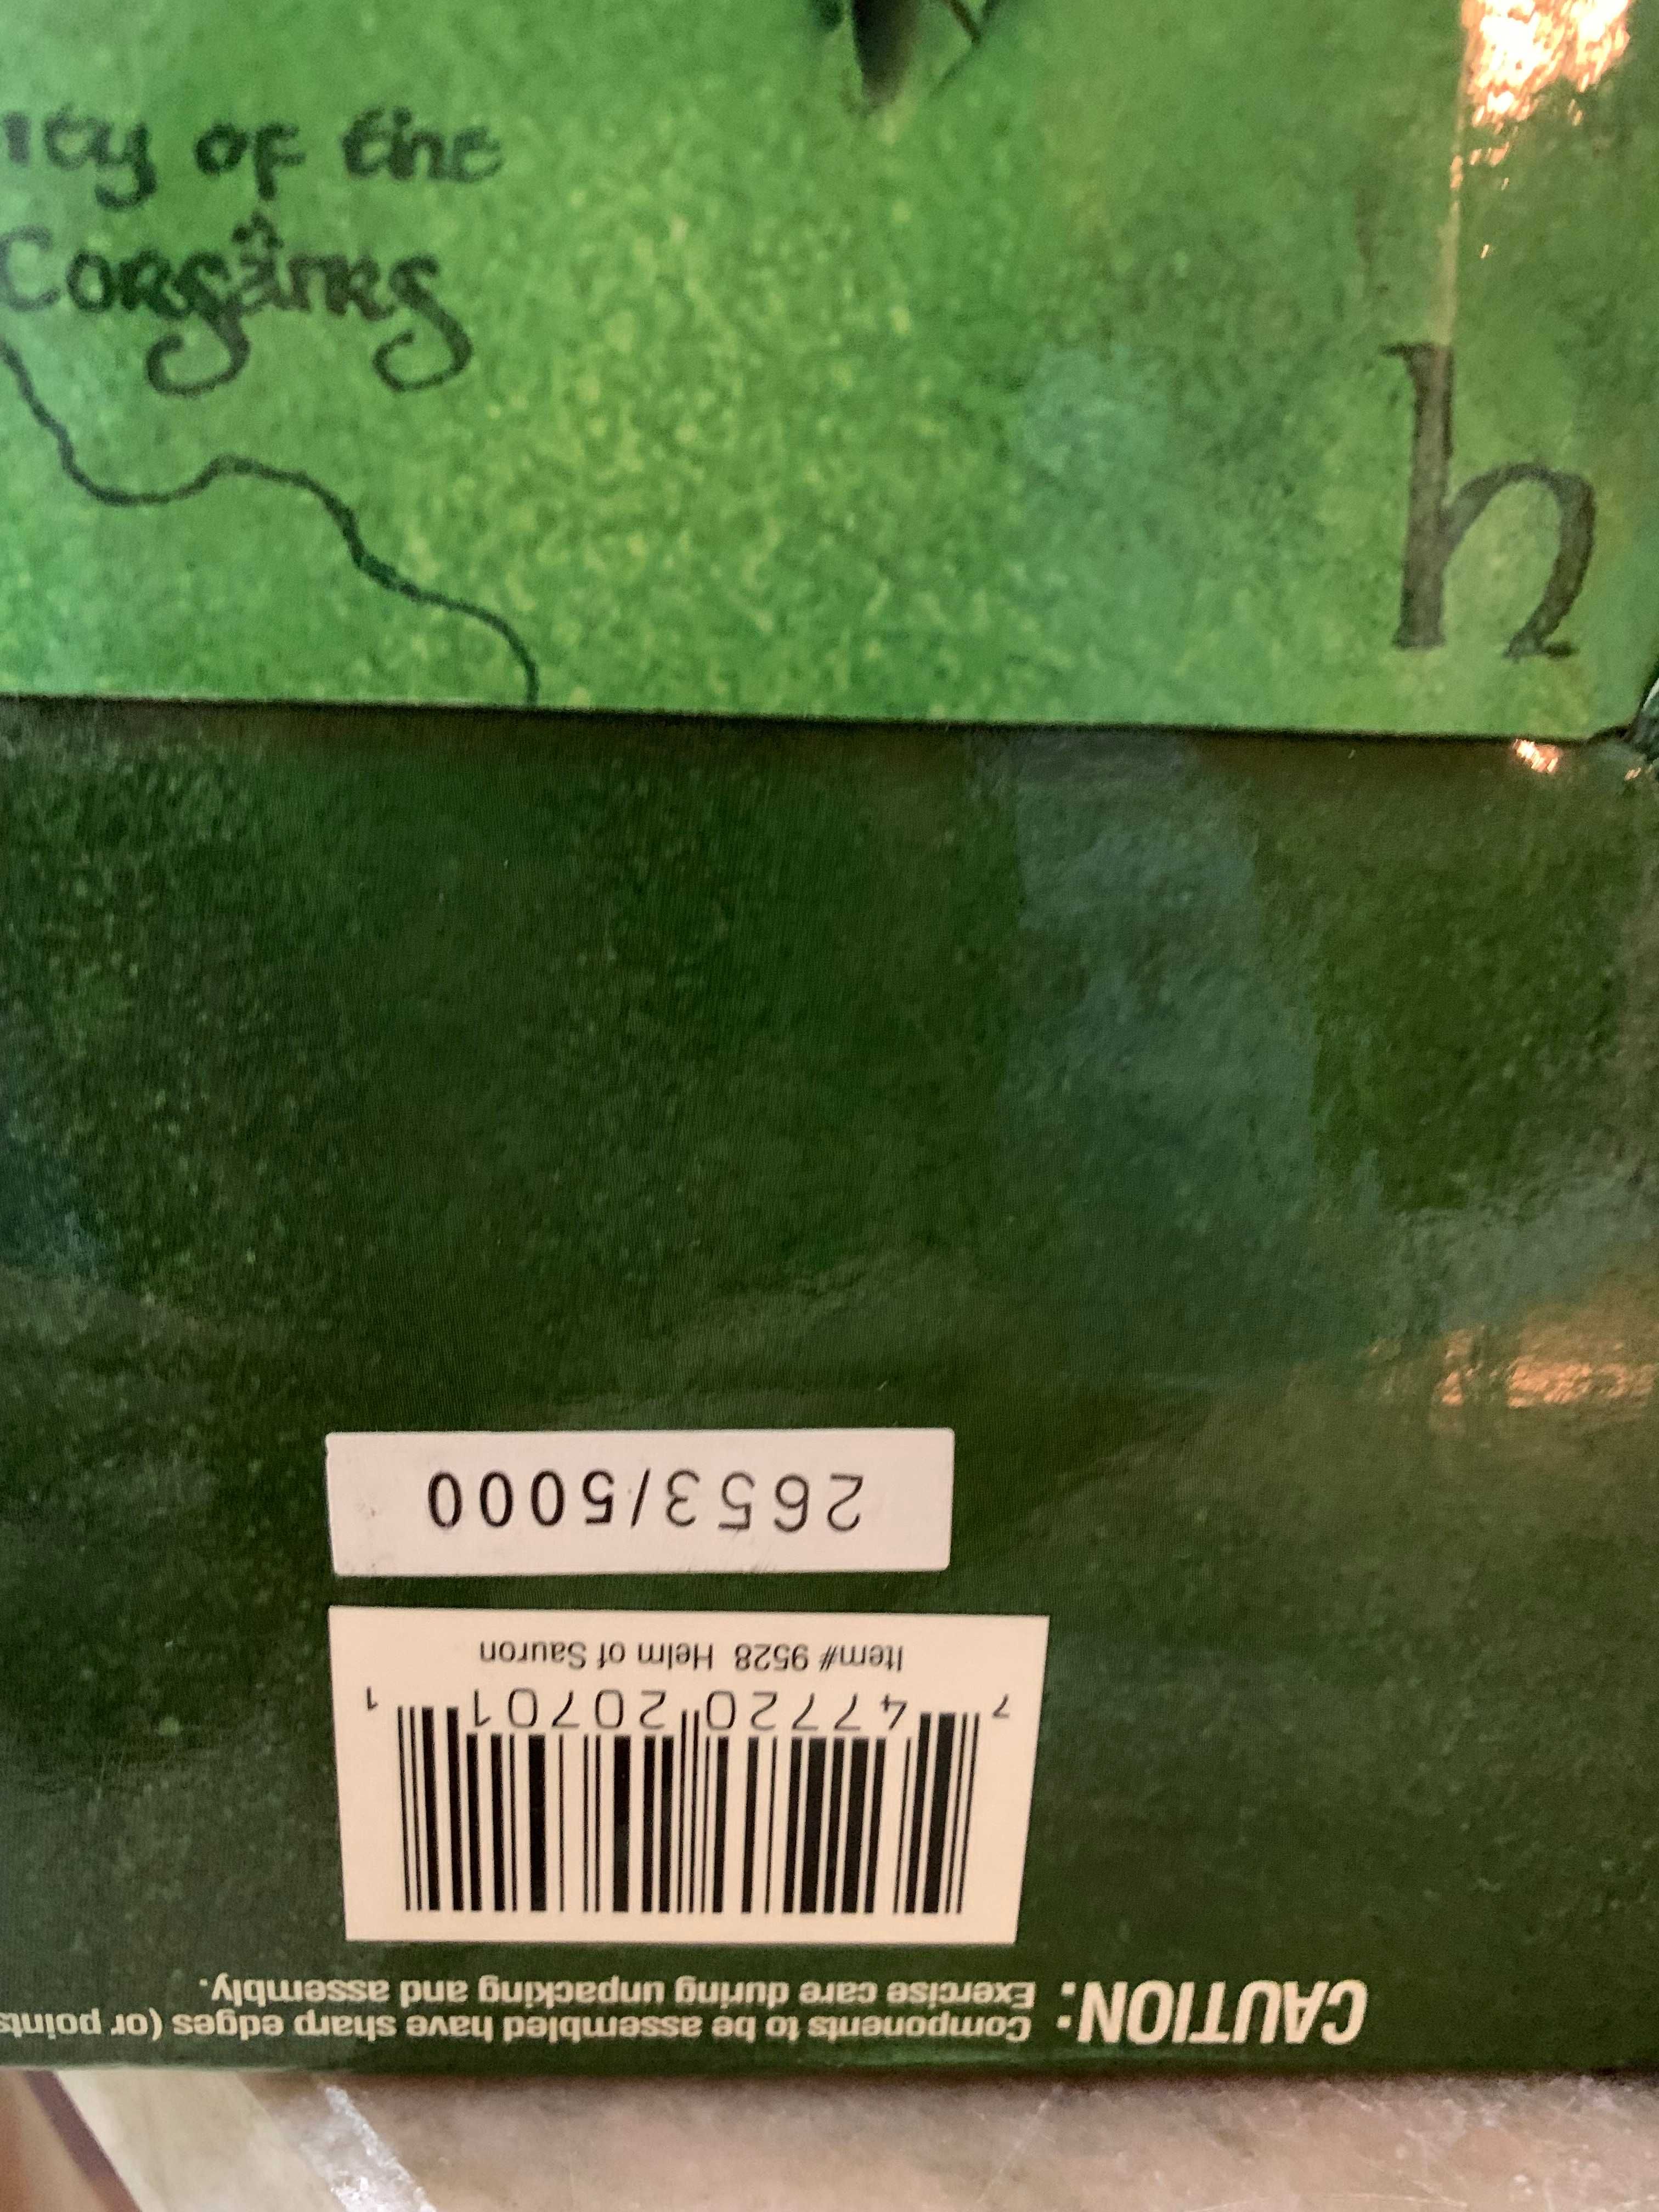 ity of the
Corsairs
h
2653/5000
Item# 9528 Helm of Sauron
7 47720 20701 1
CAUTION: Components to be assembled have sharp edges (or points
Exercise care during unpacking and assembly.